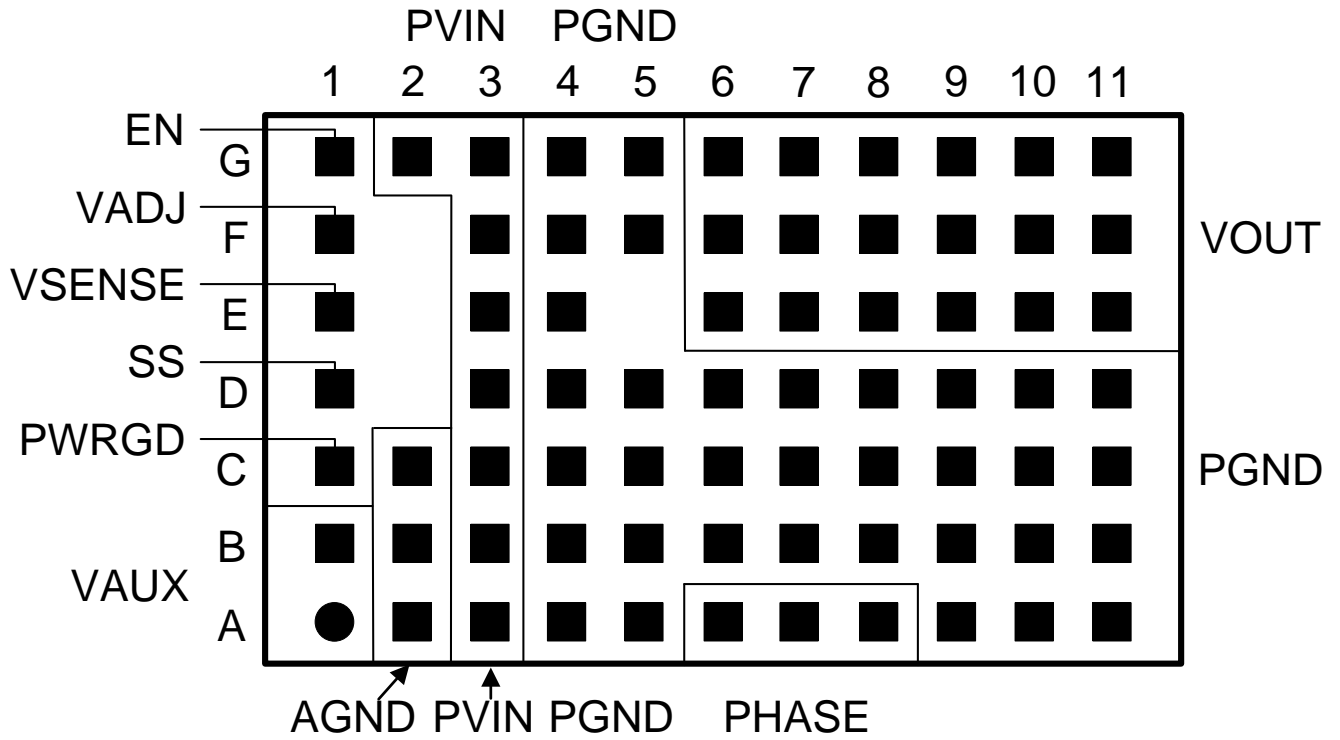 PVIN PGND
1 2 3 4 5 6 7 8 9 10 11
EN
G
VADJ
F
VOUT
VSENSE
E
SS
D
PWRGD
C
PGND
B
VAUX
A
AGND PVIN PGND PHASE